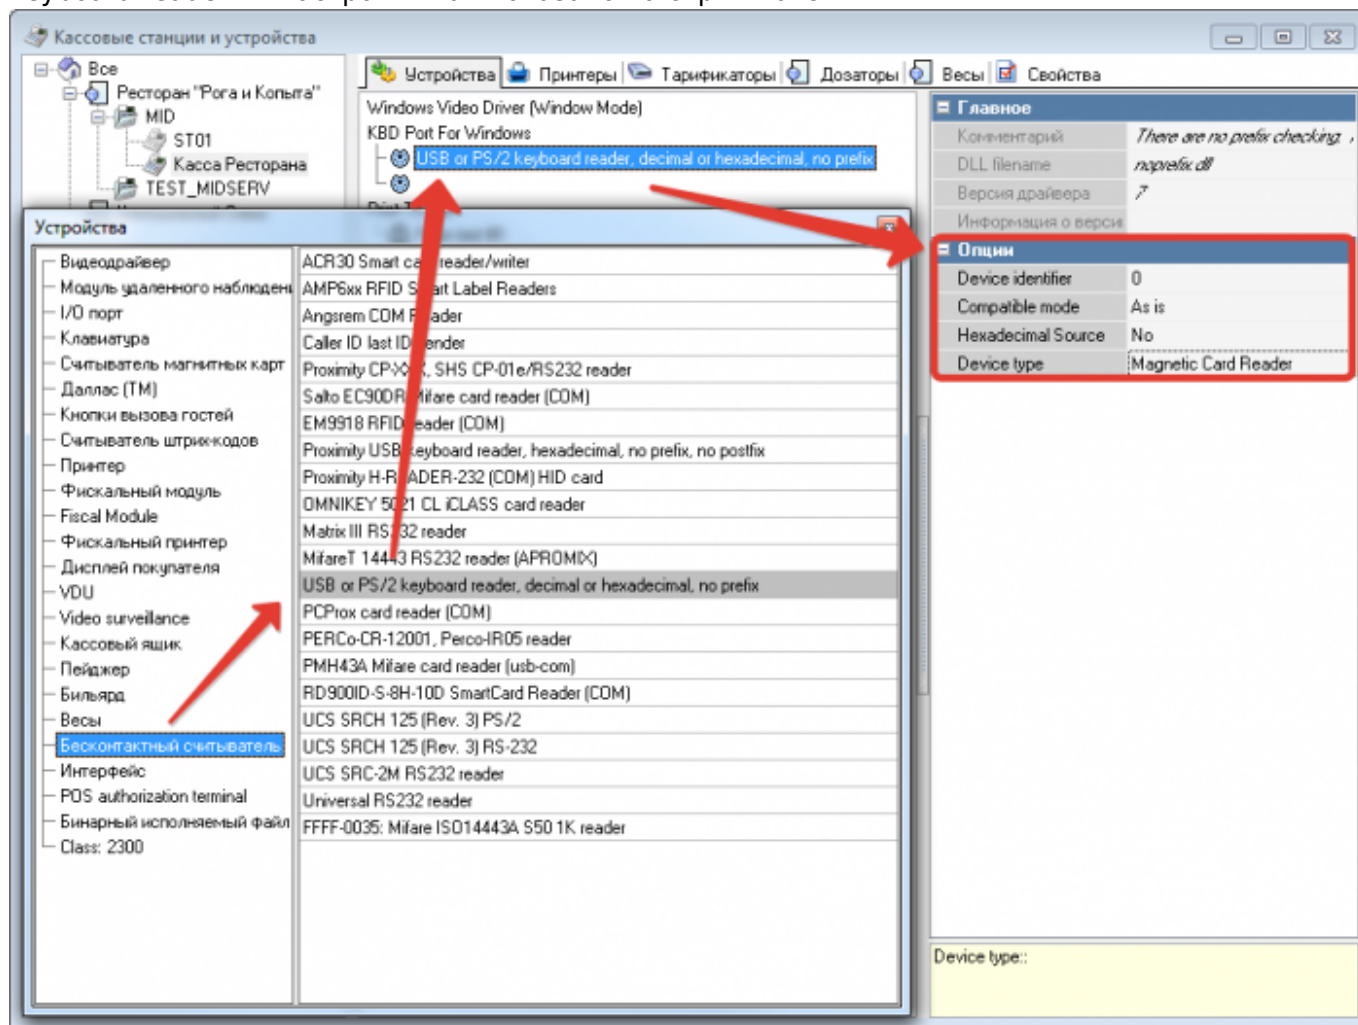 Кассовые станции и устройства
Все
Ресторан "Рога и Копыта"
MID
ST01
Касса Ресторана
TEST_MIDSERV
Устройства
Принтеры
Тарификаторы
Дозаторы
Весы
Свойства
Windows Video Driver (Window Mode)
KBD Port For Windows
USB or PS/2 keyboard reader, decimal or hexadecimal, no prefix
Главное
Комментарий There are no prefix checking.
DLL filename noprefix.dll
Версия драйвера 7
Информация о верси
Опции
Device identifier 0
Compatible mode As is
Hexadecimal Source No
Device type Magnetic Card Reader
Device type::
Устройства
Видеодрайвер
Модуль удаленного наблюдени
I/O порт
Клавиатура
Считыватель магнитных карт
Даллас (ТМ)
Кнопки вызова гостей
Считыватель штрих-кодов
Принтер
Фискальный модуль
Fiscal Module
Фискальный принтер
Дисплей покупателя
VDU
Video surveillance
Кассовый ящик
Пейджер
Бильярд
Весы
Бесконтактный считыватель
Интерфейс
POS authorization terminal
Бинарный исполняемый файл
Class: 2300
ACR30 Smart ca reader/writer
AMP6xx RFID S art Label Readers
Angsrem COM R ader
Caller ID last ID ender
Proximity CP-XX X, SHS CP-01e/RS232 reader
Salto EC90DR Mifare card reader (COM)
EM9918 RFID eader (COM)
Proximity USB keyboard reader, hexadecimal, no prefix, no postfix
Proximity H-R ADER-232 (COM) HID card
OMNIKEY 5021 CL iCLASS card reader
Matrix III RS232 reader
MifareT 14443 RS232 reader (APROMIX)
USB or PS/2 keyboard reader, decimal or hexadecimal, no prefix
PCProx card reader (COM)
PERCo-CR-12001, Perco-IR05 reader
PMH43A Mifare card reader (usb-com)
RD900ID-S-8H-10D SmartCard Reader (COM)
UCS SRCH 125 (Rev. 3) PS/2
UCS SRCH 125 (Rev. 3) RS-232
UCS SRC-2M RS232 reader
Universal RS232 reader
FFFF-0035: Mifare ISO14443A S50 1K reader